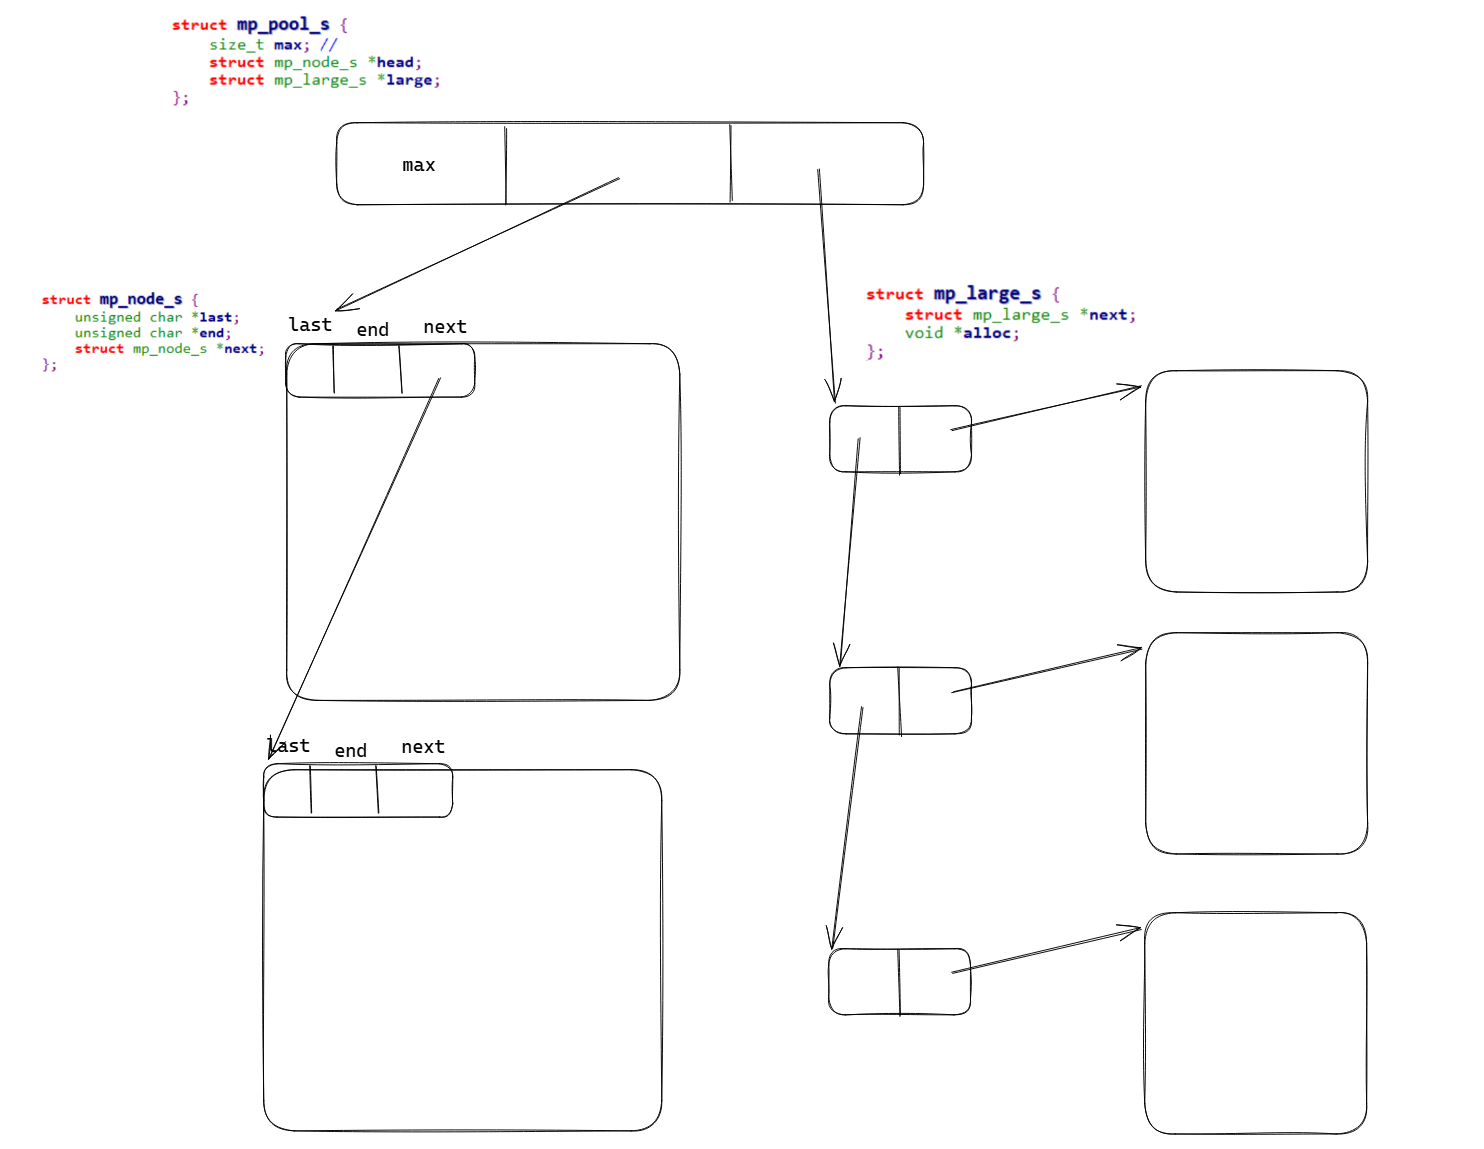 struct mp_pool_s {
size_t max; //
struct mp_node_s *head;
struct mp_large_s *large;
};
max
struct mp_node_s {
unsigned char *last;
unsigned char *end;
struct mp_node_s *next;
};
last end next
struct mp_large_s {
struct mp_large_s *next;
void *alloc;
};
last end next